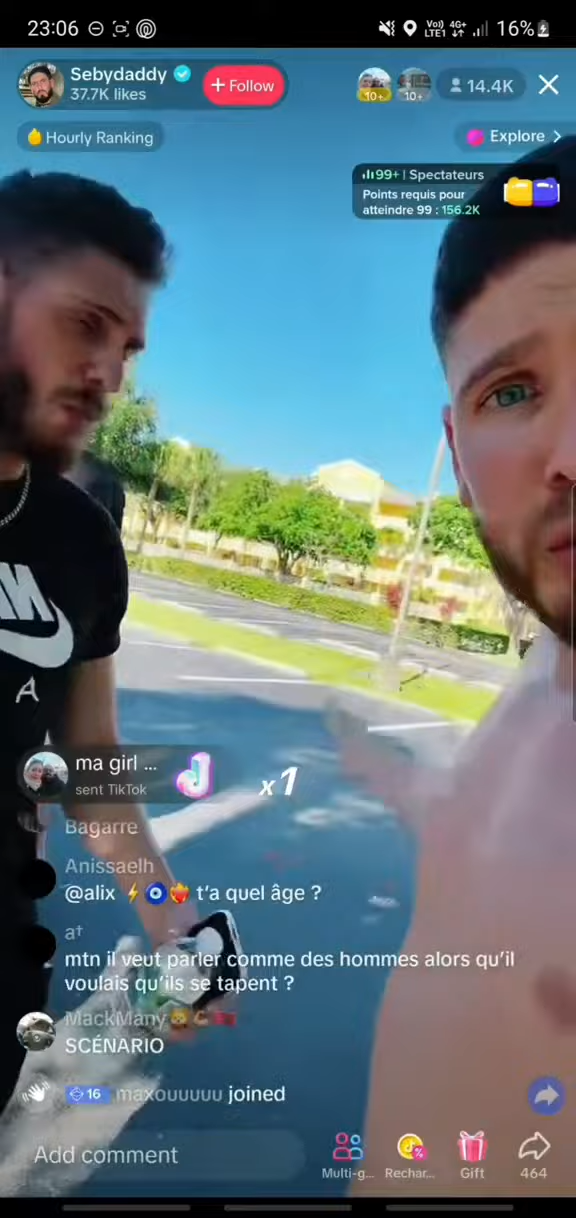 23:06
Vo)) 4G+
LTE1
16%
Sebydaddy
37.7K likes
+ Follow
10+
10+
14.4K
Hourly Ranking
Explore >
99+ | Spectateurs
Points requis pour
atteindre 99 : 156.2K
A
ma girl ...
sent TikTok
x1
Bagarre
Anissaelh
@alix ⚡🧿❤️‍🔥 t'a quel âge ?
a†
mtn il veut parler comme des hommes alors qu'il
voulais qu'ils se tapent ?
MackMany
SCÉNARIO
16 maxouuuuu joined
Add comment
Multi-g...
Rechar...
Gift
464